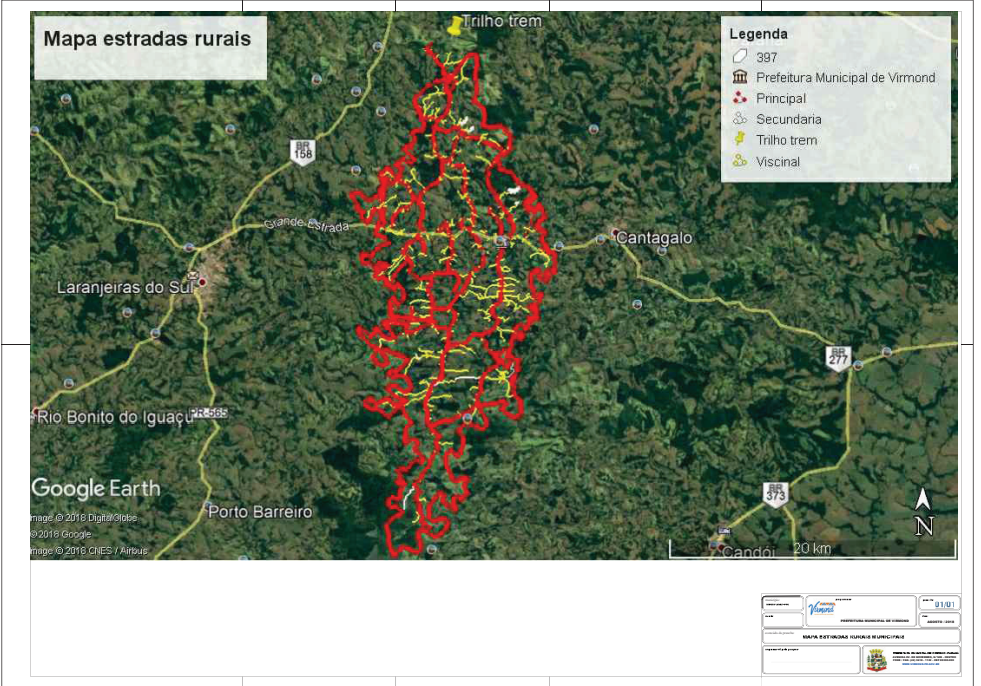 Trilho trem
Mapa estradas rurais
Legenda
397
Prefeitura Municipal de Virmond
Principal
Secundaria
Trilho trem
Viscinal
BR
158
Grande Estrada
Cantagalo
Laranjeiras do Sul
BR
277
Rio Bonito do Iguaçu
PR-565
Google Earth
BR
373
Porto Barreiro
Image © 2018 DigitalGlobe
© 2018 Google
Image © 2018 CNES / Airbus
N
Candói
20 km
Virmond
01/01
PREFEITURA MUNICIPAL DE VIRMOND
AGOSTO / 2018
MAPA ESTRADAS RURAIS MUNICIPAIS